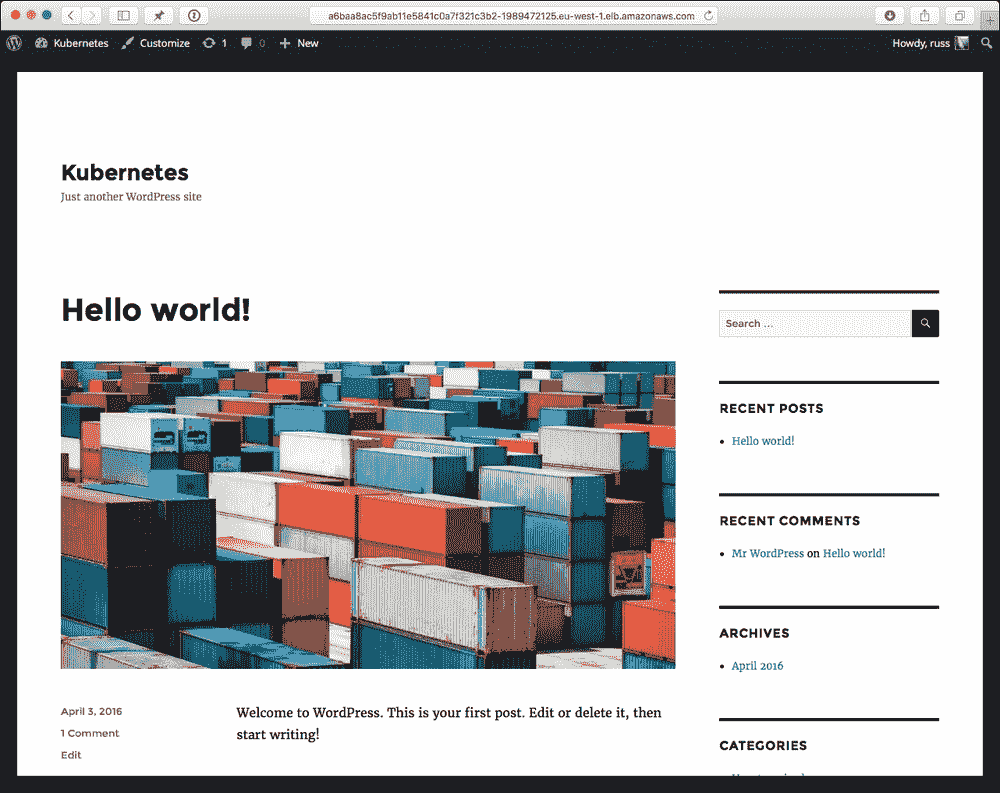 a6baa8ac5f9ab11e5841c0a7f321c3b2-1989472125.eu-west-1.elb.amazonaws.com
Kubernetes Customize 1 0 New Howdy, russ
Kubernetes
Just another WordPress site
Hello world!
Search ...
RECENT POSTS
Hello world!
RECENT COMMENTS
Mr WordPress on Hello world!
ARCHIVES
April 2016
CATEGORIES
April 3, 2016
1 Comment
Edit
Welcome to WordPress. This is your first post. Edit or delete it, then
start writing!